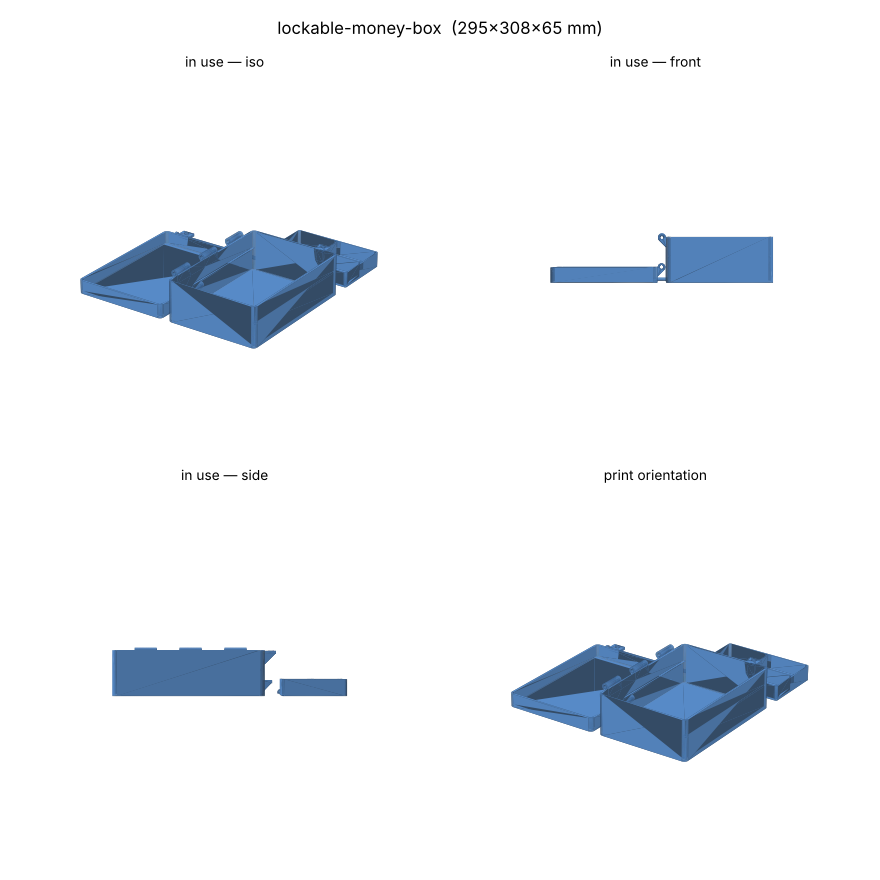 lockable-money-box (295×308×65 mm)
in use — iso
in use — front
in use — side
print orientation